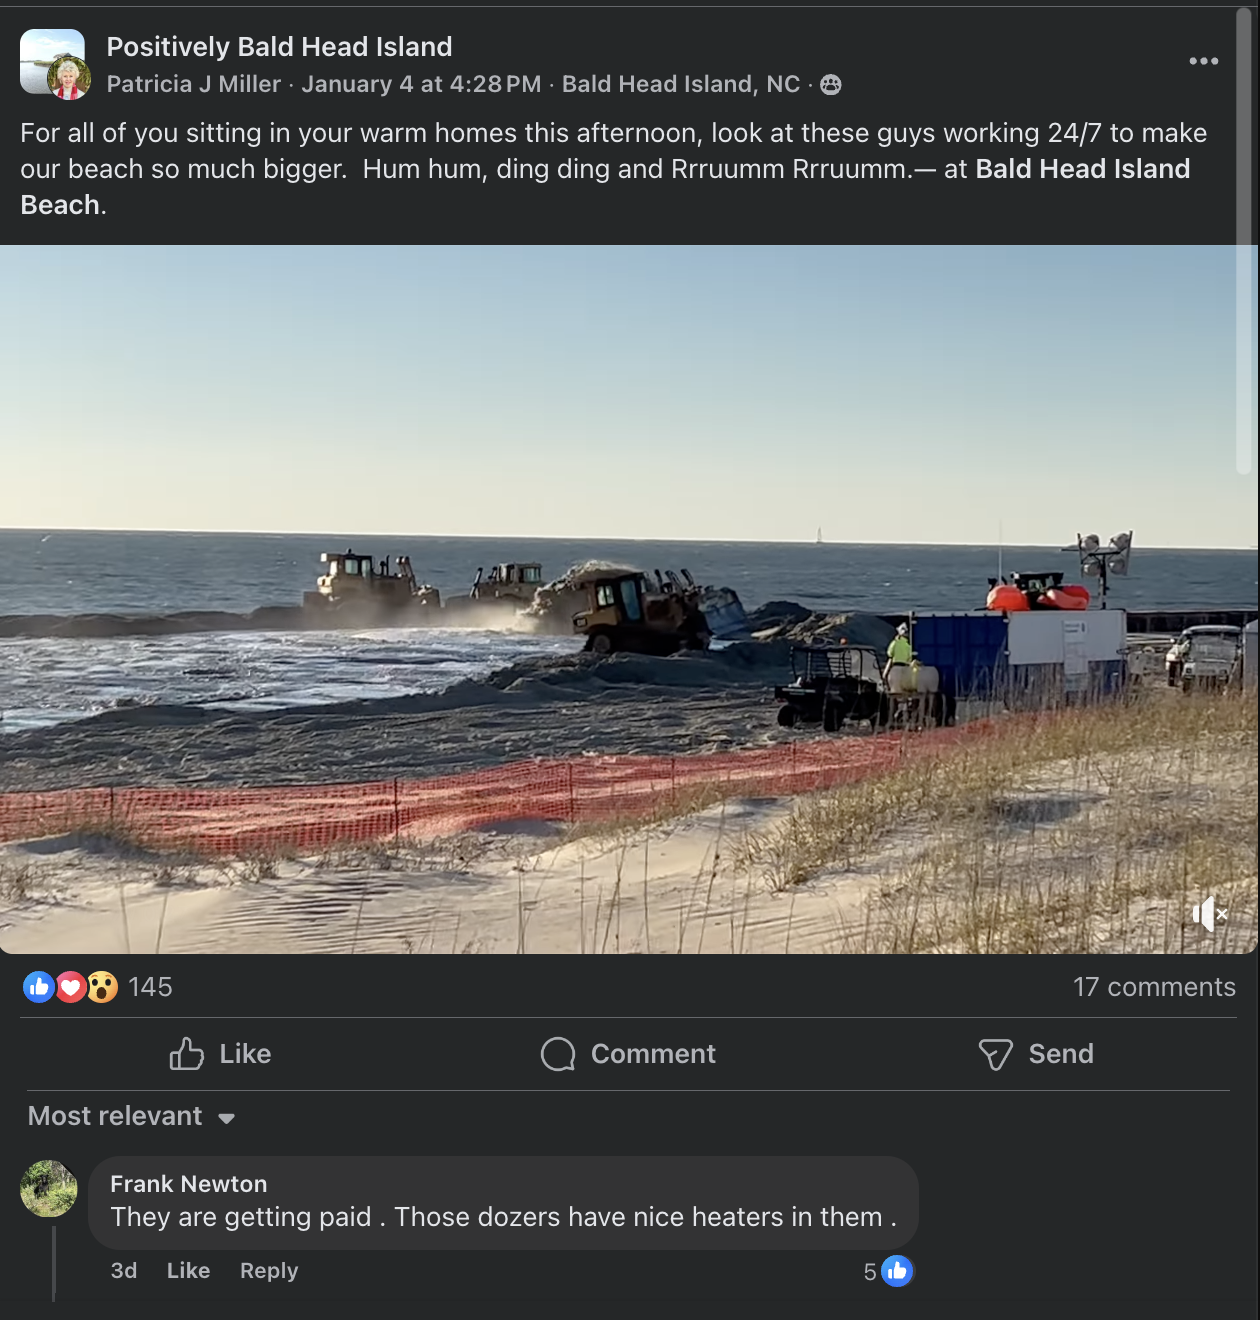 Positively Bald Head Island
Patricia J Miller · January 4 at 4:28 PM · Bald Head Island, NC ·
For all of you sitting in your warm homes this afternoon, look at these guys working 24/7 to make
our beach so much bigger.  Hum hum, ding ding and Rrruumm Rrruumm.— at Bald Head Island
Beach.
145
17 comments
Like
Comment
Send
Most relevant
Frank Newton
They are getting paid . Those dozers have nice heaters in them .
3d Like Reply
5